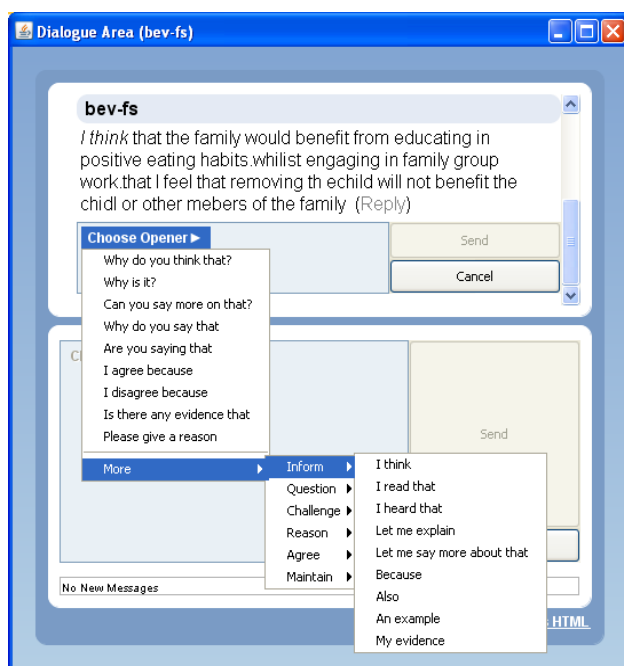 Dialogue Area (bev-fs)
bev-fs
I think that the family would benefit from educating in
positive eating habits.whilst engaging in family group
work.that I feel that removing th echild will not benefit the
chidl or other mebers of the family (Reply)
Choose Opener
Send
Cancel
Why do you think that?
Why is it?
Can you say more on that?
Why do you say that
Are you saying that
I agree because
I disagree because
Is there any evidence that
Please give a reason
More
Send
Inform
Question
Challenge
Reason
Agree
Maintain
I think
I read that
I heard that
Let me explain
Let me say more about that
Because
Also
An example
My evidence
No New Messages
HTML